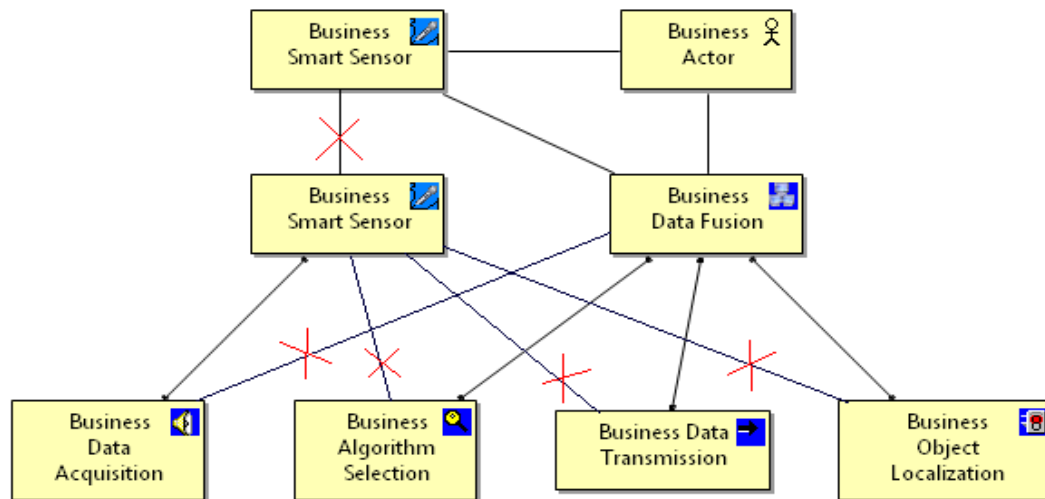 Business
Smart Sensor
Business
Actor
Business
Smart Sensor
Business
Data Fusion
Business
Data
Acquisition
Business
Algorithm
Selection
Business Data
Transmission
Business
Object
Localization